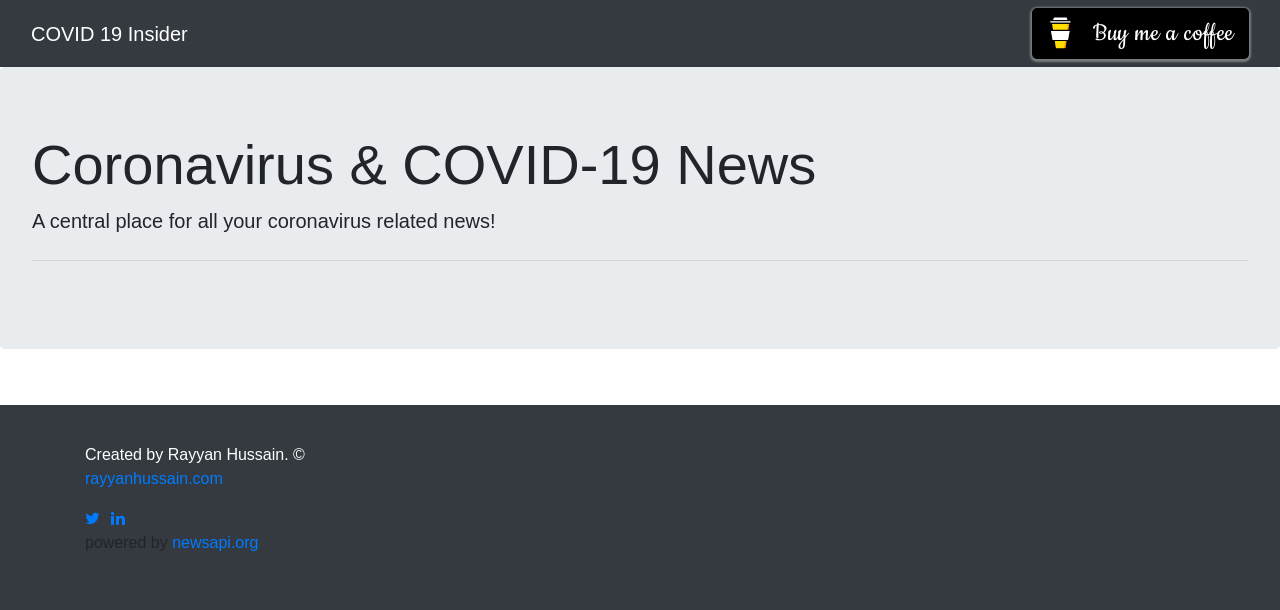 COVID 19 Insider
Buy me a coffee
Coronavirus & COVID-19 News
A central place for all your coronavirus related news!
Created by Rayyan Hussain. ©
rayyanhussain.com
powered by newsapi.org